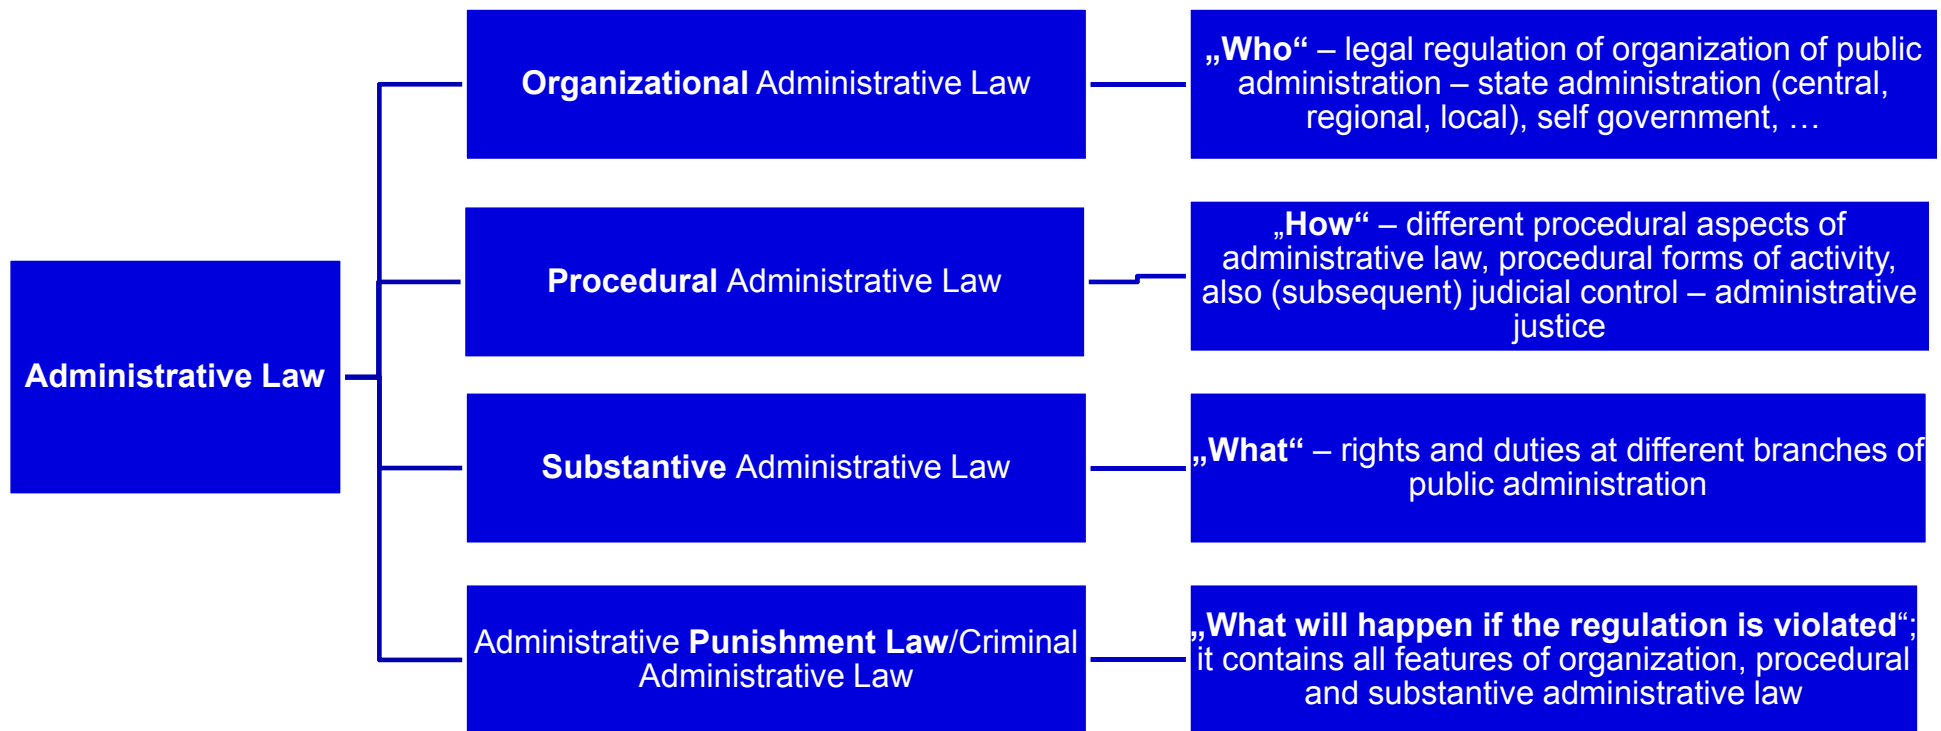 Administrative Law
Organizational Administrative Law
„Who“ – legal regulation of organization of public
administration – state administration (central,
regional, local), self government, …
Procedural Administrative Law
„How“ – different procedural aspects of
administrative law, procedural forms of activity,
also (subsequent) judicial control – administrative
justice
Substantive Administrative Law
„What“ – rights and duties at different branches of
public administration
Administrative Punishment Law/Criminal
Administrative Law
„What will happen if the regulation is violated“;
it contains all features of organization, procedural
and substantive administrative law